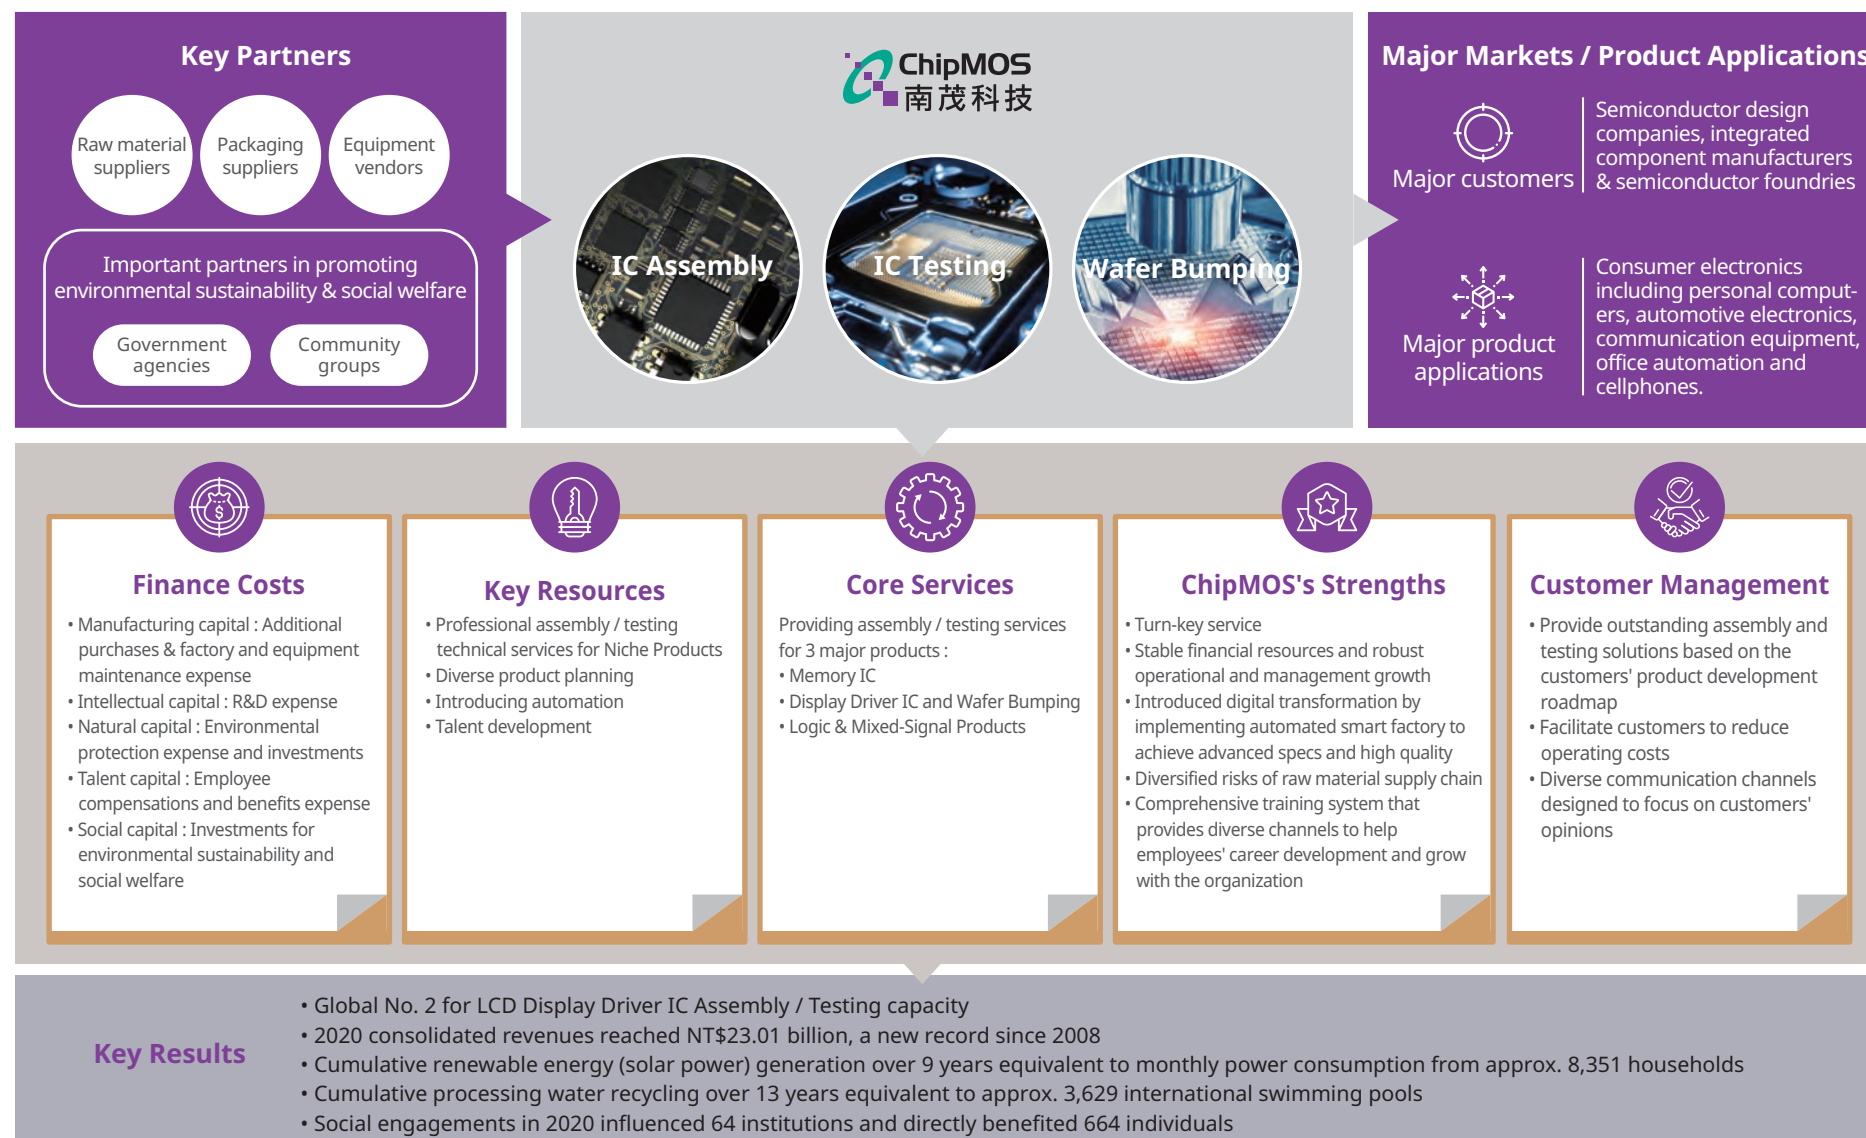 Key Partners
Raw material
suppliers
Packaging
suppliers
Equipment
vendors
Important partners in promoting
environmental sustainability & social welfare
Government
agencies
Community
groups
ChipMOS
南茂科技
IC Assembly
IC Testing
Wafer Bumping
Major Markets / Product Applications
Major customers
Semiconductor design
companies, integrated
component manufacturers
& semiconductor foundries
Major product
applications
Consumer electronics
including personal comput-
ers, automotive electronics,
communication equipment,
office automation and
cellphones.
Finance Costs
• Manufacturing capital : Additional
purchases & factory and equipment
maintenance expense
• Intellectual capital : R&D expense
• Natural capital : Environmental
protection expense and investments
• Talent capital : Employee
compensations and benefits expense
• Social capital : Investments for
environmental sustainability and
social welfare
Key Resources
• Professional assembly / testing
technical services for Niche Products
• Diverse product planning
• Introducing automation
• Talent development
Core Services
Providing assembly / testing services
for 3 major products :
• Memory IC
• Display Driver IC and Wafer Bumping
• Logic & Mixed-Signal Products
ChipMOS's Strengths
• Turn-key service
• Stable financial resources and robust
operational and management growth
• Introduced digital transformation by
implementing automated smart factory to
achieve advanced specs and high quality
• Diversified risks of raw material supply chain
• Comprehensive training system that
provides diverse channels to help
employees' career development and grow
with the organization
Customer Management
• Provide outstanding assembly and
testing solutions based on the
customers' product development
roadmap
• Facilitate customers to reduce
operating costs
• Diverse communication channels
designed to focus on customers'
opinions
Key Results
• Global No. 2 for LCD Display Driver IC Assembly / Testing capacity
• 2020 consolidated revenues reached NT$23.01 billion, a new record since 2008
• Cumulative renewable energy (solar power) generation over 9 years equivalent to monthly power consumption from approx. 8,351 households
• Cumulative processing water recycling over 13 years equivalent to approx. 3,629 international swimming pools
• Social engagements in 2020 influenced 64 institutions and directly benefited 664 individuals